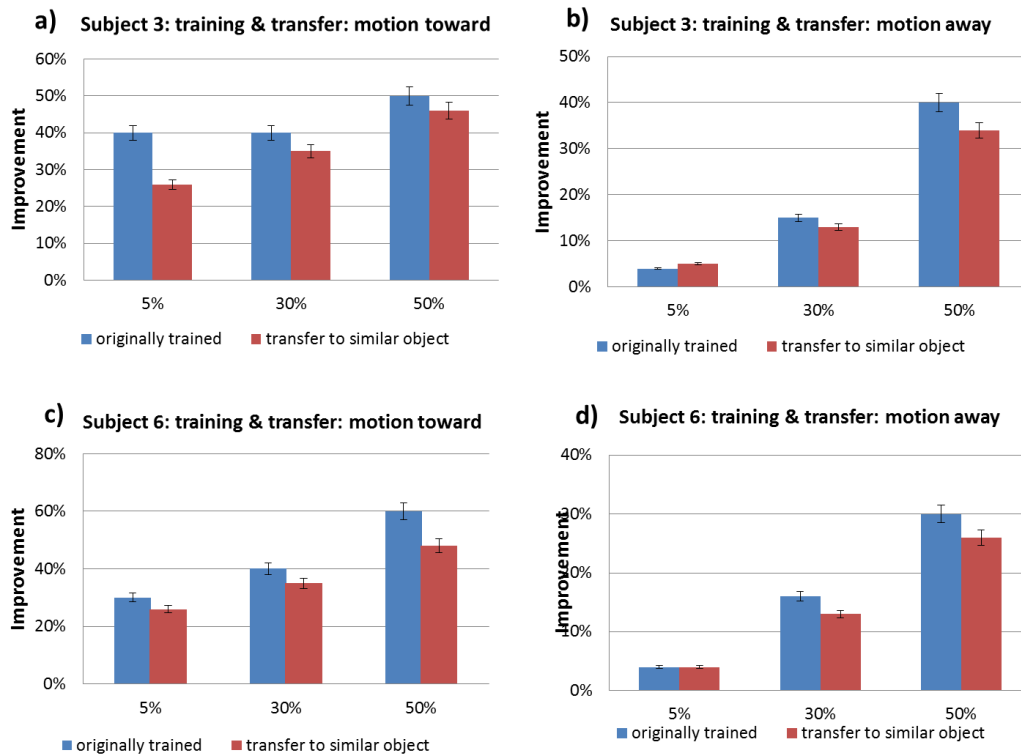 a) Subject 3: training & transfer: motion toward
Improvement
60%
50%
40%
30%
20%
10%
0%
5% 30% 50%
originally trained transfer to similar object
b) Subject 3: training & transfer: motion away
Improvement
50%
40%
30%
20%
10%
0%
5% 30% 50%
originally trained transfer to similar object
c) Subject 6: training & transfer: motion toward
Improvement
80%
60%
40%
20%
0%
5% 30% 50%
originally trained transfer to similar object
d) Subject 6: training & transfer: motion away
Improvement
40%
30%
20%
10%
0%
5% 30% 50%
originally trained transfer to similar object